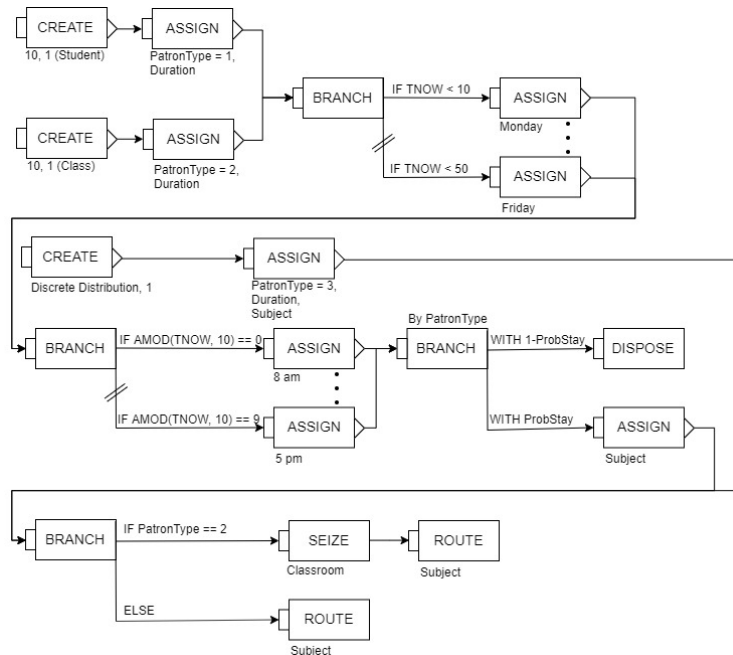 CREATE
10, 1 (Student)
ASSIGN
PatronType = 1,
Duration
CREATE
10, 1 (Class)
ASSIGN
PatronType = 2,
Duration
BRANCH
IF TNOW < 10
ASSIGN
Monday
IF TNOW < 50
ASSIGN
Friday
CREATE
Discrete Distribution, 1
ASSIGN
PatronType = 3,
Duration,
Subject
BRANCH
IF AMOD(TNOW, 10) == 0
ASSIGN
8 am
IF AMOD(TNOW, 10) == 9
ASSIGN
5 pm
By PatronType
BRANCH
WITH 1-ProbStay
DISPOSE
WITH ProbStay
ASSIGN
Subject
BRANCH
IF PatronType == 2
SEIZE
Classroom
ROUTE
Subject
ELSE
ROUTE
Subject